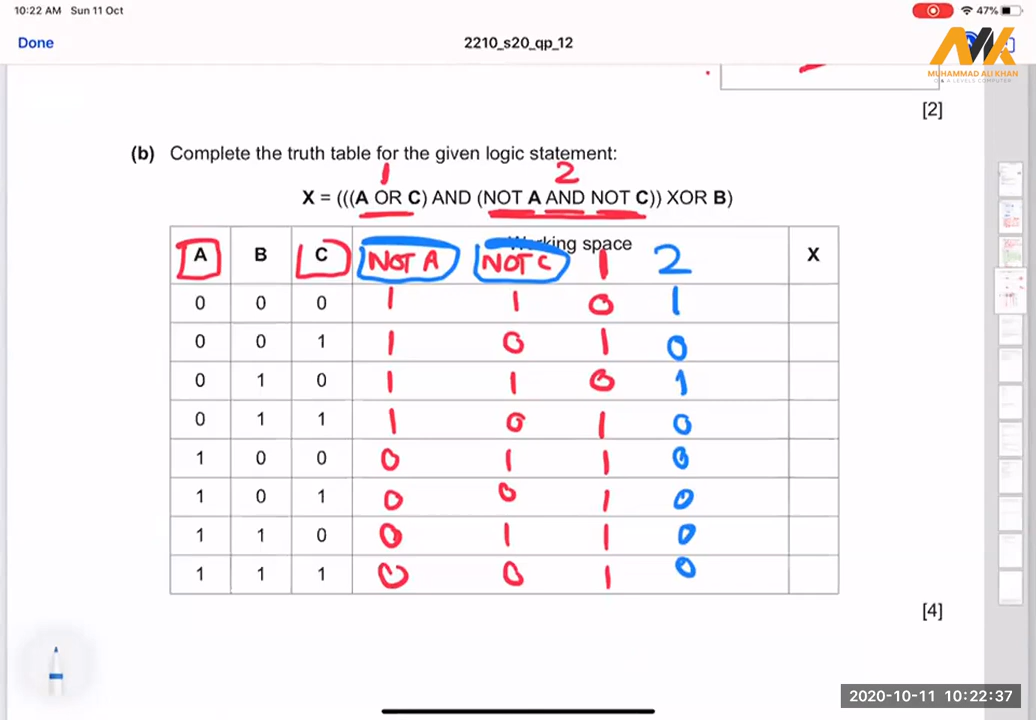 10:22 AM Sun 11 Oct
47%
Done
2210_s20_qp_12
MUHAMMAD ALI KHAN
O & A LEVELS COMPUTER
[2]
(b) Complete the truth table for the given logic statement:
1 2
X = (((A OR C) AND (NOT A AND NOT C)) XOR B)
Working space
A B C NOT A NOT C 1 2 X
0 0 0 1 1 0 1
0 0 1 1 0 1 0
0 1 0 1 1 0 1
0 1 1 1 0 1 0
1 0 0 0 1 1 0
1 0 1 0 0 1 0
1 1 0 0 1 1 0
1 1 1 0 0 1 0
[4]
2020-10-11 10:22:37